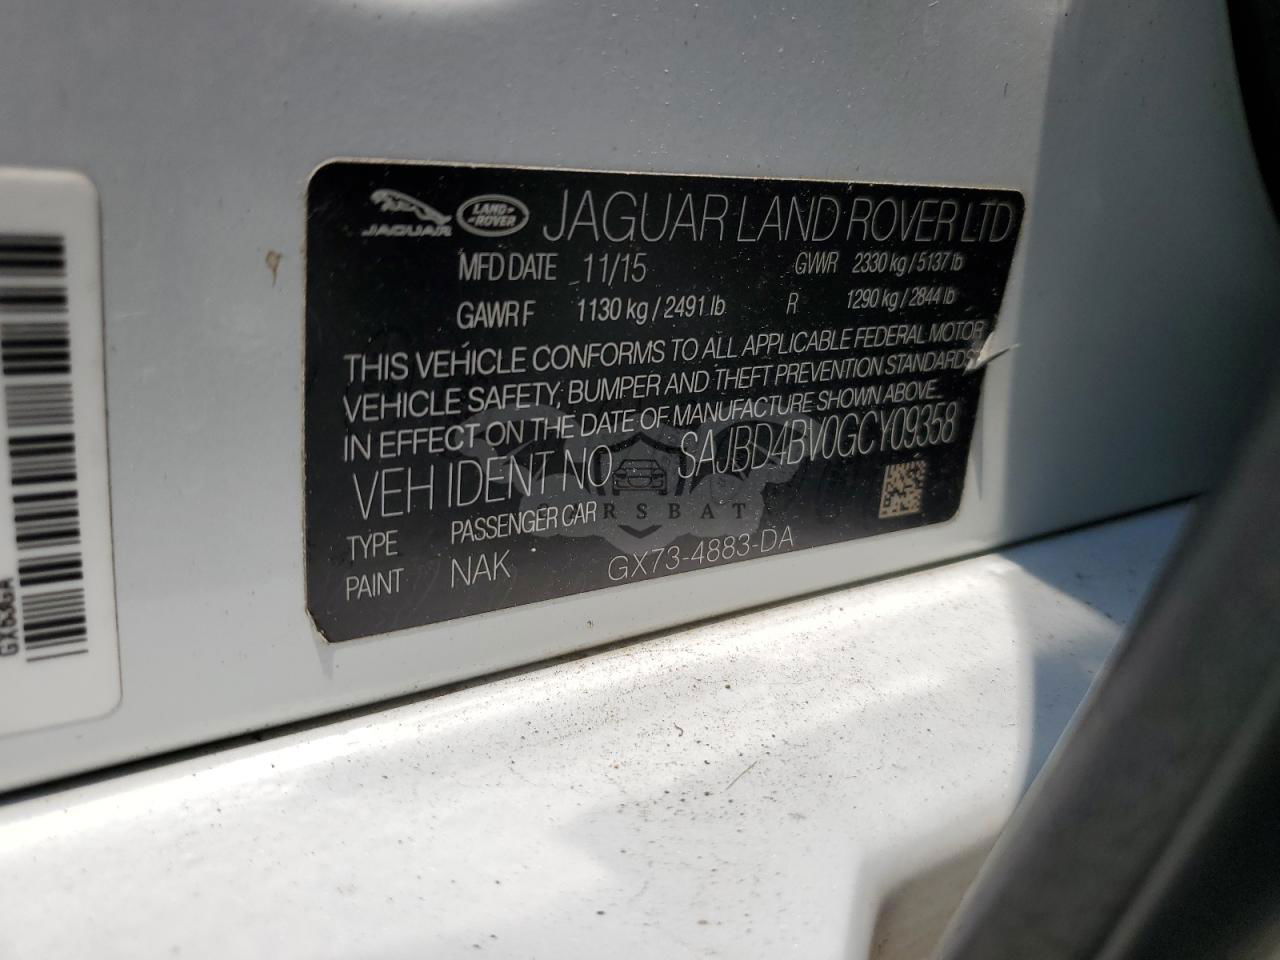 JAGUAR LAND-ROVER JAGUAR LAND ROVER LTD
MFD DATE 11/15 GVWR 2330 kg / 5137 lb
GAWR F 1130 kg / 2491 lb R 1290 kg / 2844 lb
THIS VEHICLE CONFORMS TO ALL APPLICABLE FEDERAL MOTOR
VEHICLE SAFETY, BUMPER AND THEFT PREVENTION STANDARDS
IN EFFECT ON THE DATE OF MANUFACTURE SHOWN ABOVE.
VEH IDENT NO SAJBD4BV0GCY09358
TYPE PASSENGER CAR
PAINT NAK GX73-4883-DA